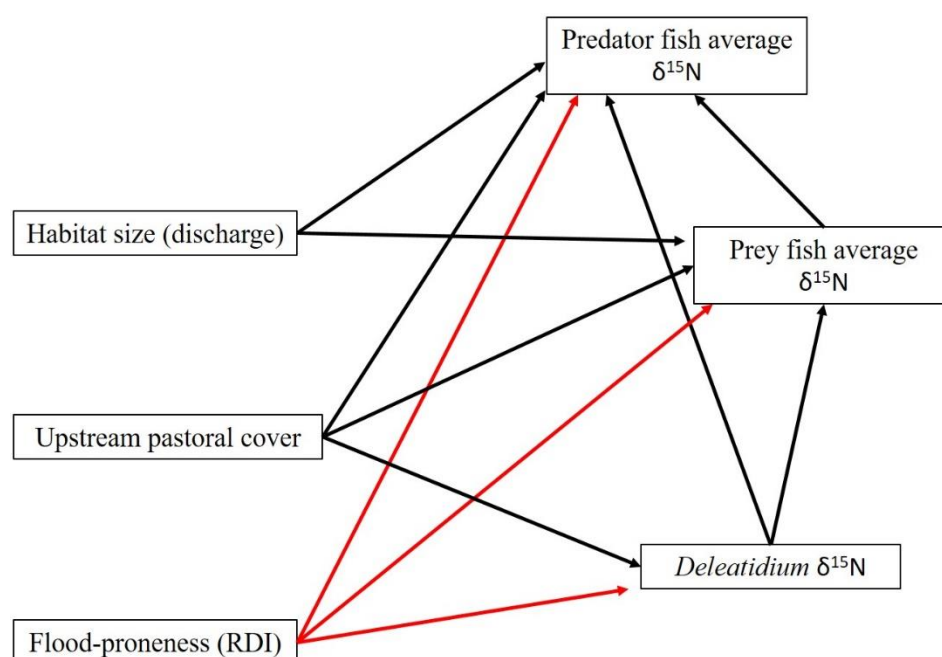 Predator fish average
δ¹⁵N
Habitat size (discharge)
Prey fish average
δ¹⁵N
Upstream pastoral cover
Deleatidium δ¹⁵N
Flood-proneness (RDI)